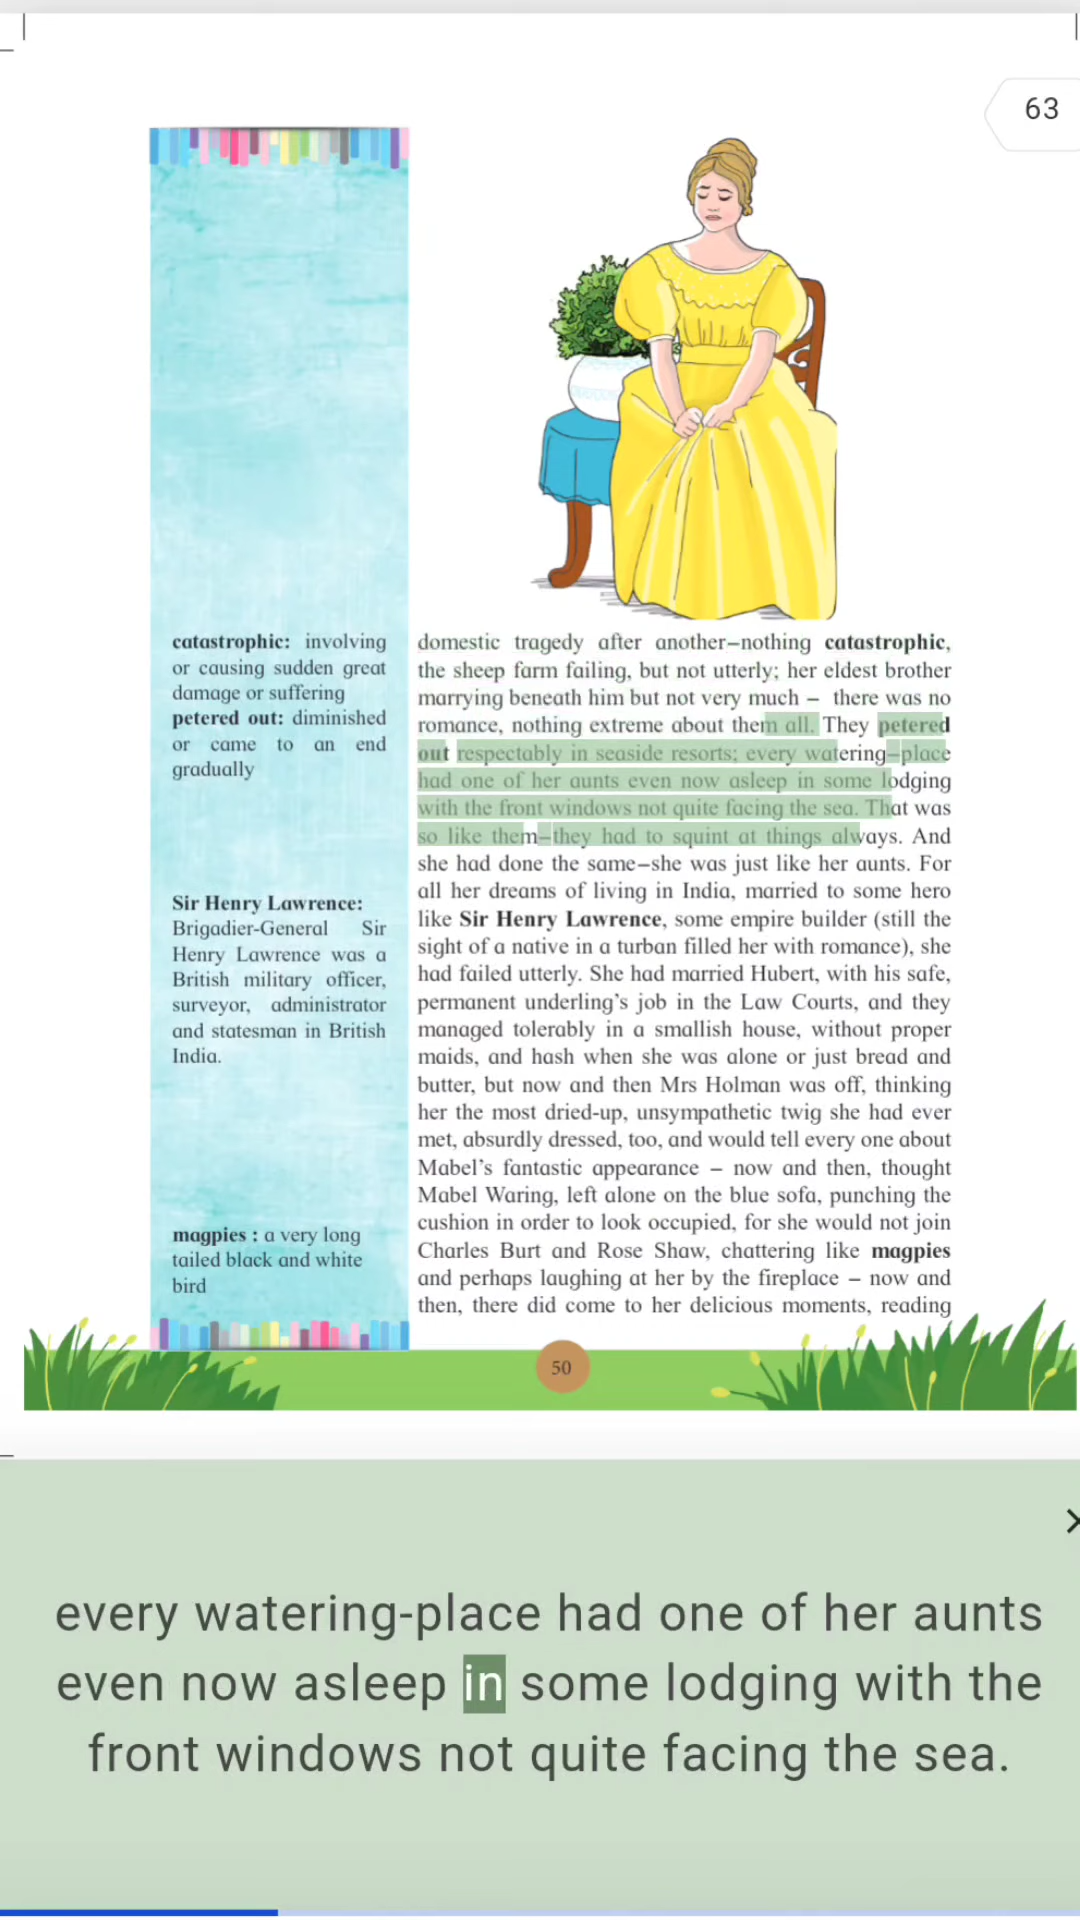 63
catastrophic: involving
or causing sudden great
damage or suffering
petered out: diminished
or came to an end
gradually
Sir Henry Lawrence:
Brigadier-General Sir
Henry Lawrence was a
British military officer,
surveyor, administrator
and statesman in British
India.
magpies : a very long
tailed black and white
bird
domestic tragedy after another–nothing catastrophic,
the sheep farm failing, but not utterly; her eldest brother
marrying beneath him but not very much – there was no
romance, nothing extreme about them all. They petered
out respectably in seaside resorts; every watering–place
had one of her aunts even now asleep in some lodging
with the front windows not quite facing the sea. That was
so like them–they had to squint at things always. And
she had done the same–she was just like her aunts. For
all her dreams of living in India, married to some hero
like Sir Henry Lawrence, some empire builder (still the
sight of a native in a turban filled her with romance), she
had failed utterly. She had married Hubert, with his safe,
permanent underling's job in the Law Courts, and they
managed tolerably in a smallish house, without proper
maids, and hash when she was alone or just bread and
butter, but now and then Mrs Holman was off, thinking
her the most dried-up, unsympathetic twig she had ever
met, absurdly dressed, too, and would tell every one about
Mabel's fantastic appearance – now and then, thought
Mabel Waring, left alone on the blue sofa, punching the
cushion in order to look occupied, for she would not join
Charles Burt and Rose Shaw, chattering like magpies
and perhaps laughing at her by the fireplace – now and
then, there did come to her delicious moments, reading
50
every watering-place had one of her aunts
even now asleep in some lodging with the
front windows not quite facing the sea.